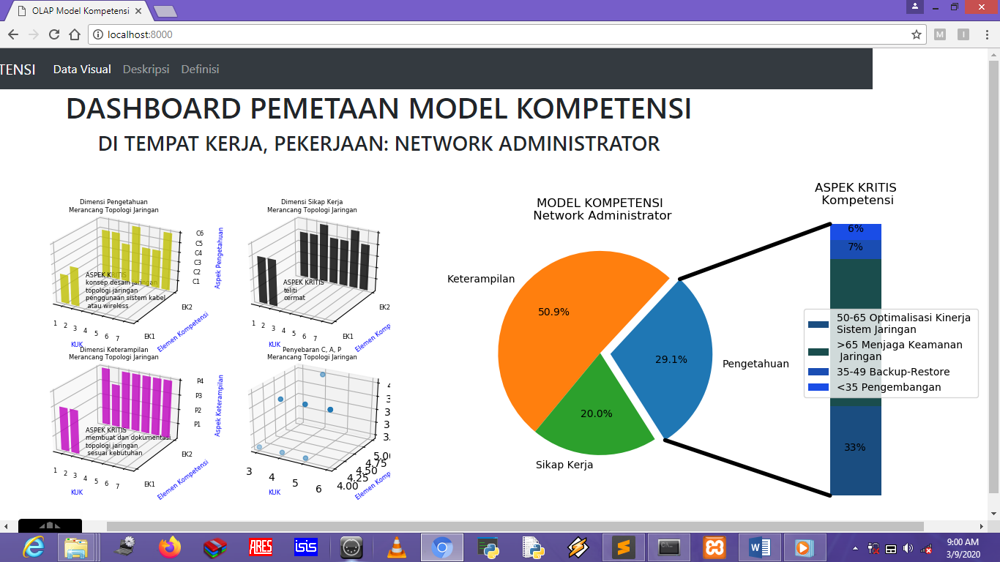 OLAP Model Kompetensi
localhost:8000
TENSI Data Visual Deskripsi Definisi
DASHBOARD PEMETAAN MODEL KOMPETENSI
DI TEMPAT KERJA, PEKERJAAN: NETWORK ADMINISTRATOR
Dimensi Pengetahuan
Merancang Topologi Jaringan
C6
C5
C4
C3
C2
C1
Aspek Pengetahuan
ASPEK KRITIS
konsep desain jaringan
topologi jaringan
penggunaan sistem kabel
atau wireless
1 2 3 4 5 6 7
KUK
EK1
EK2
Elemen Kompetensi
Dimensi Sikap Kerja
Merancang Topologi Jaringan
ASPEK KRITIS
teliti
cermat
1 2 3 4 5 6 7
EK1
EK2
KUK
Elemen Komp
Dimensi Keterampilan
Merancang Topologi Jaringan
P4
P3
P2
P1
Aspek Keterampilan
ASPEK KRITIS
membuat dan dokumentasi
topologi jaringan
sesuai kebutuhan
1 2 3 4 5 6 7
KUK
EK1
EK2
Elemen Kompetensi
Penyebaran C, A, P
Merancang Topologi Jaringan
4
3
3
3
3
3
5.00
4.75
4.50
4.25
4.00
3 4 5 6
KUK
Elemen Komp
MODEL KOMPETENSI
Network Administrator
Keterampilan
50.9%
29.1%
Pengetahuan
20.0%
Sikap Kerja
ASPEK KRITIS
Kompetensi
6%
7%
50-65 Optimalisasi Kinerja
Sistem Jaringan
>65 Menjaga Keamanan
Jaringan
35-49 Backup-Restore
<35 Pengembangan
33%
ARES
isis
9:00 AM
3/9/2020